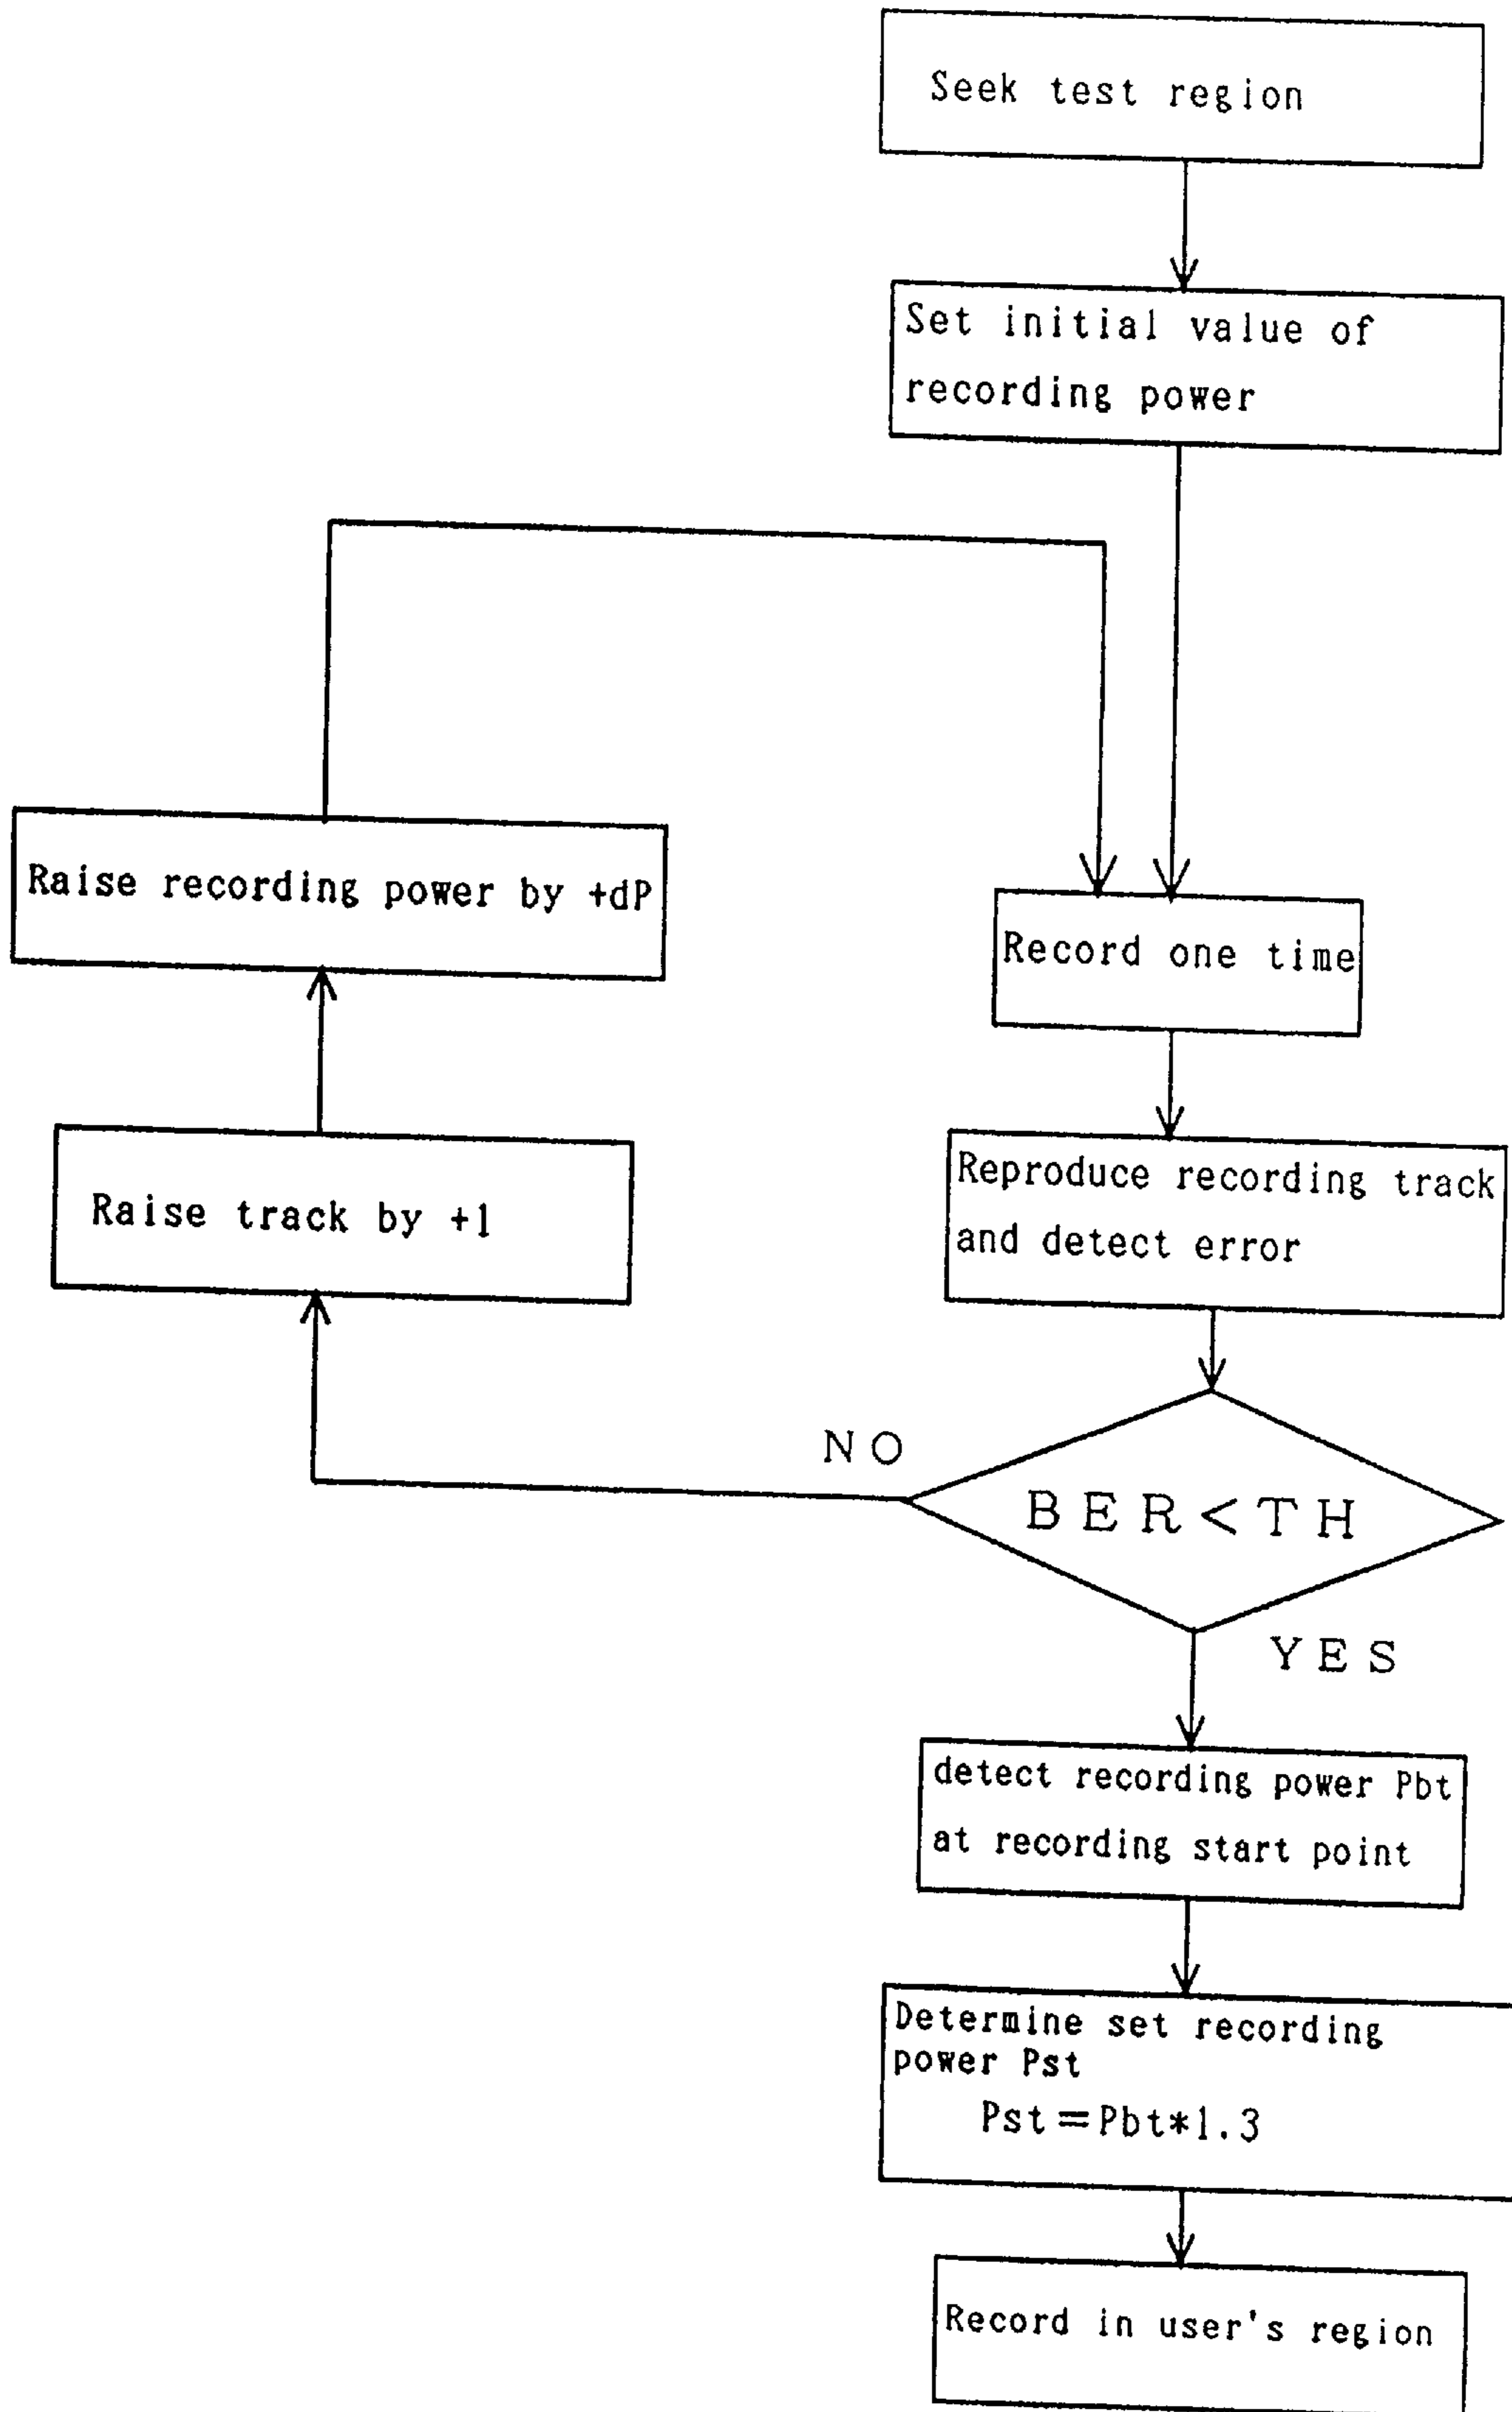 Seek test region
Set initial value of
recording power
Raise recording power by +dP
Record one time
Raise track by +1
Reproduce recording track
and detect error
NO
BER<TH
YES
detect recording power Pbt
at recording start point
Determine set recording
power Pst
Pst=Pbt*1.3
Record in user's region